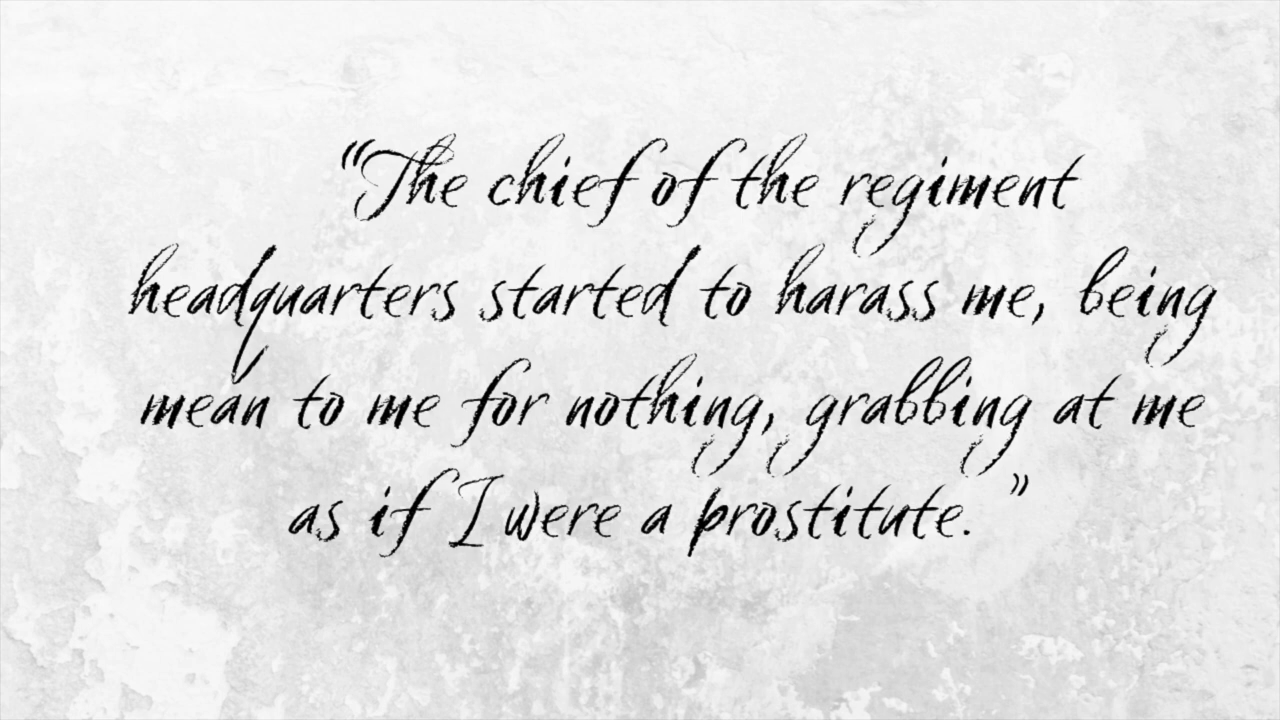 "The chief of the regiment
headquarters started to harass me, being
mean to me for nothing, grabbing at me
as if I were a prostitute. "